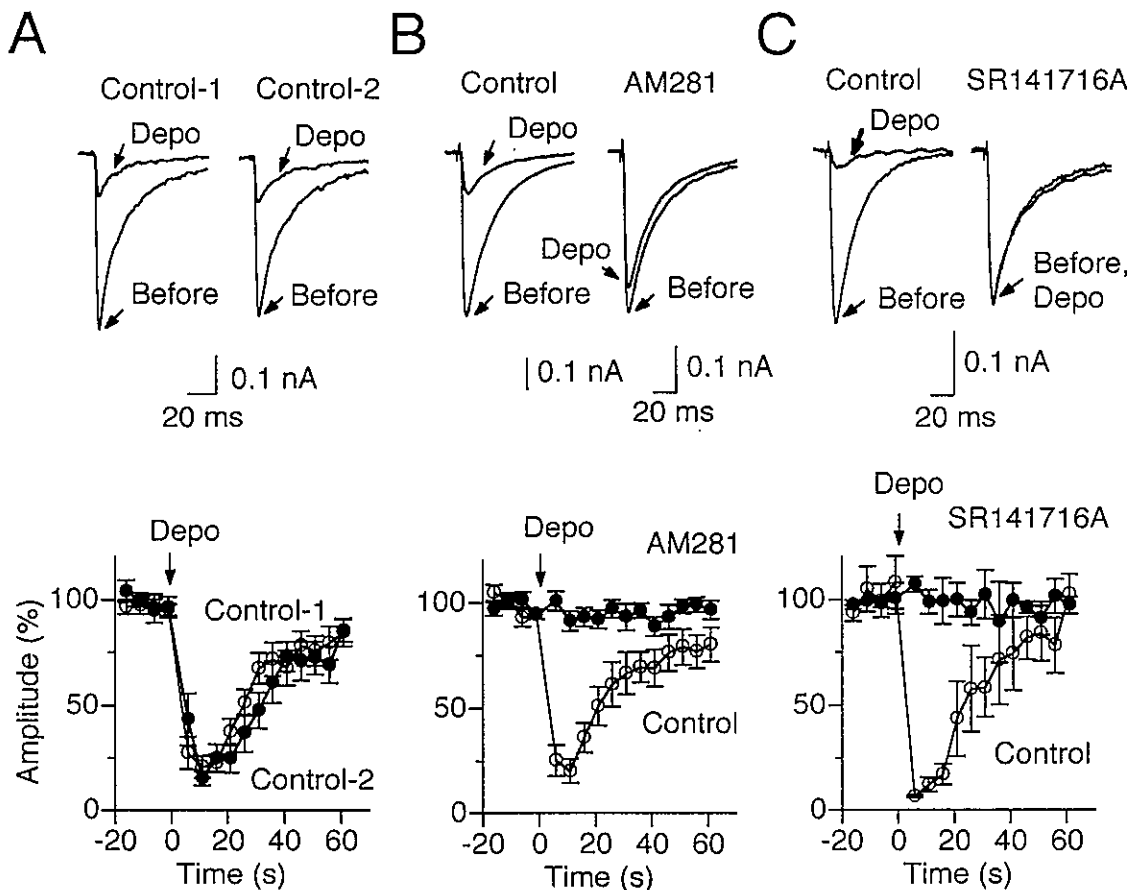 A
Control-1 Control-2
Depo Depo
Before Before
0.1 nA
20 ms
Depo
Control-1
Control-2
Amplitude (%)
100
50
0
-20 0 20 40 60
Time (s)
B
Control AM281
Depo
Depo
Before Before
0.1 nA 0.1 nA
20 ms
Depo
AM281
Control
100
50
0
-20 0 20 40 60
Time (s)
C
Control SR141716A
Depo
Before Before,
Depo
0.1 nA
20 ms
Depo
SR141716A
Control
100
50
0
-20 0 20 40 60
Time (s)